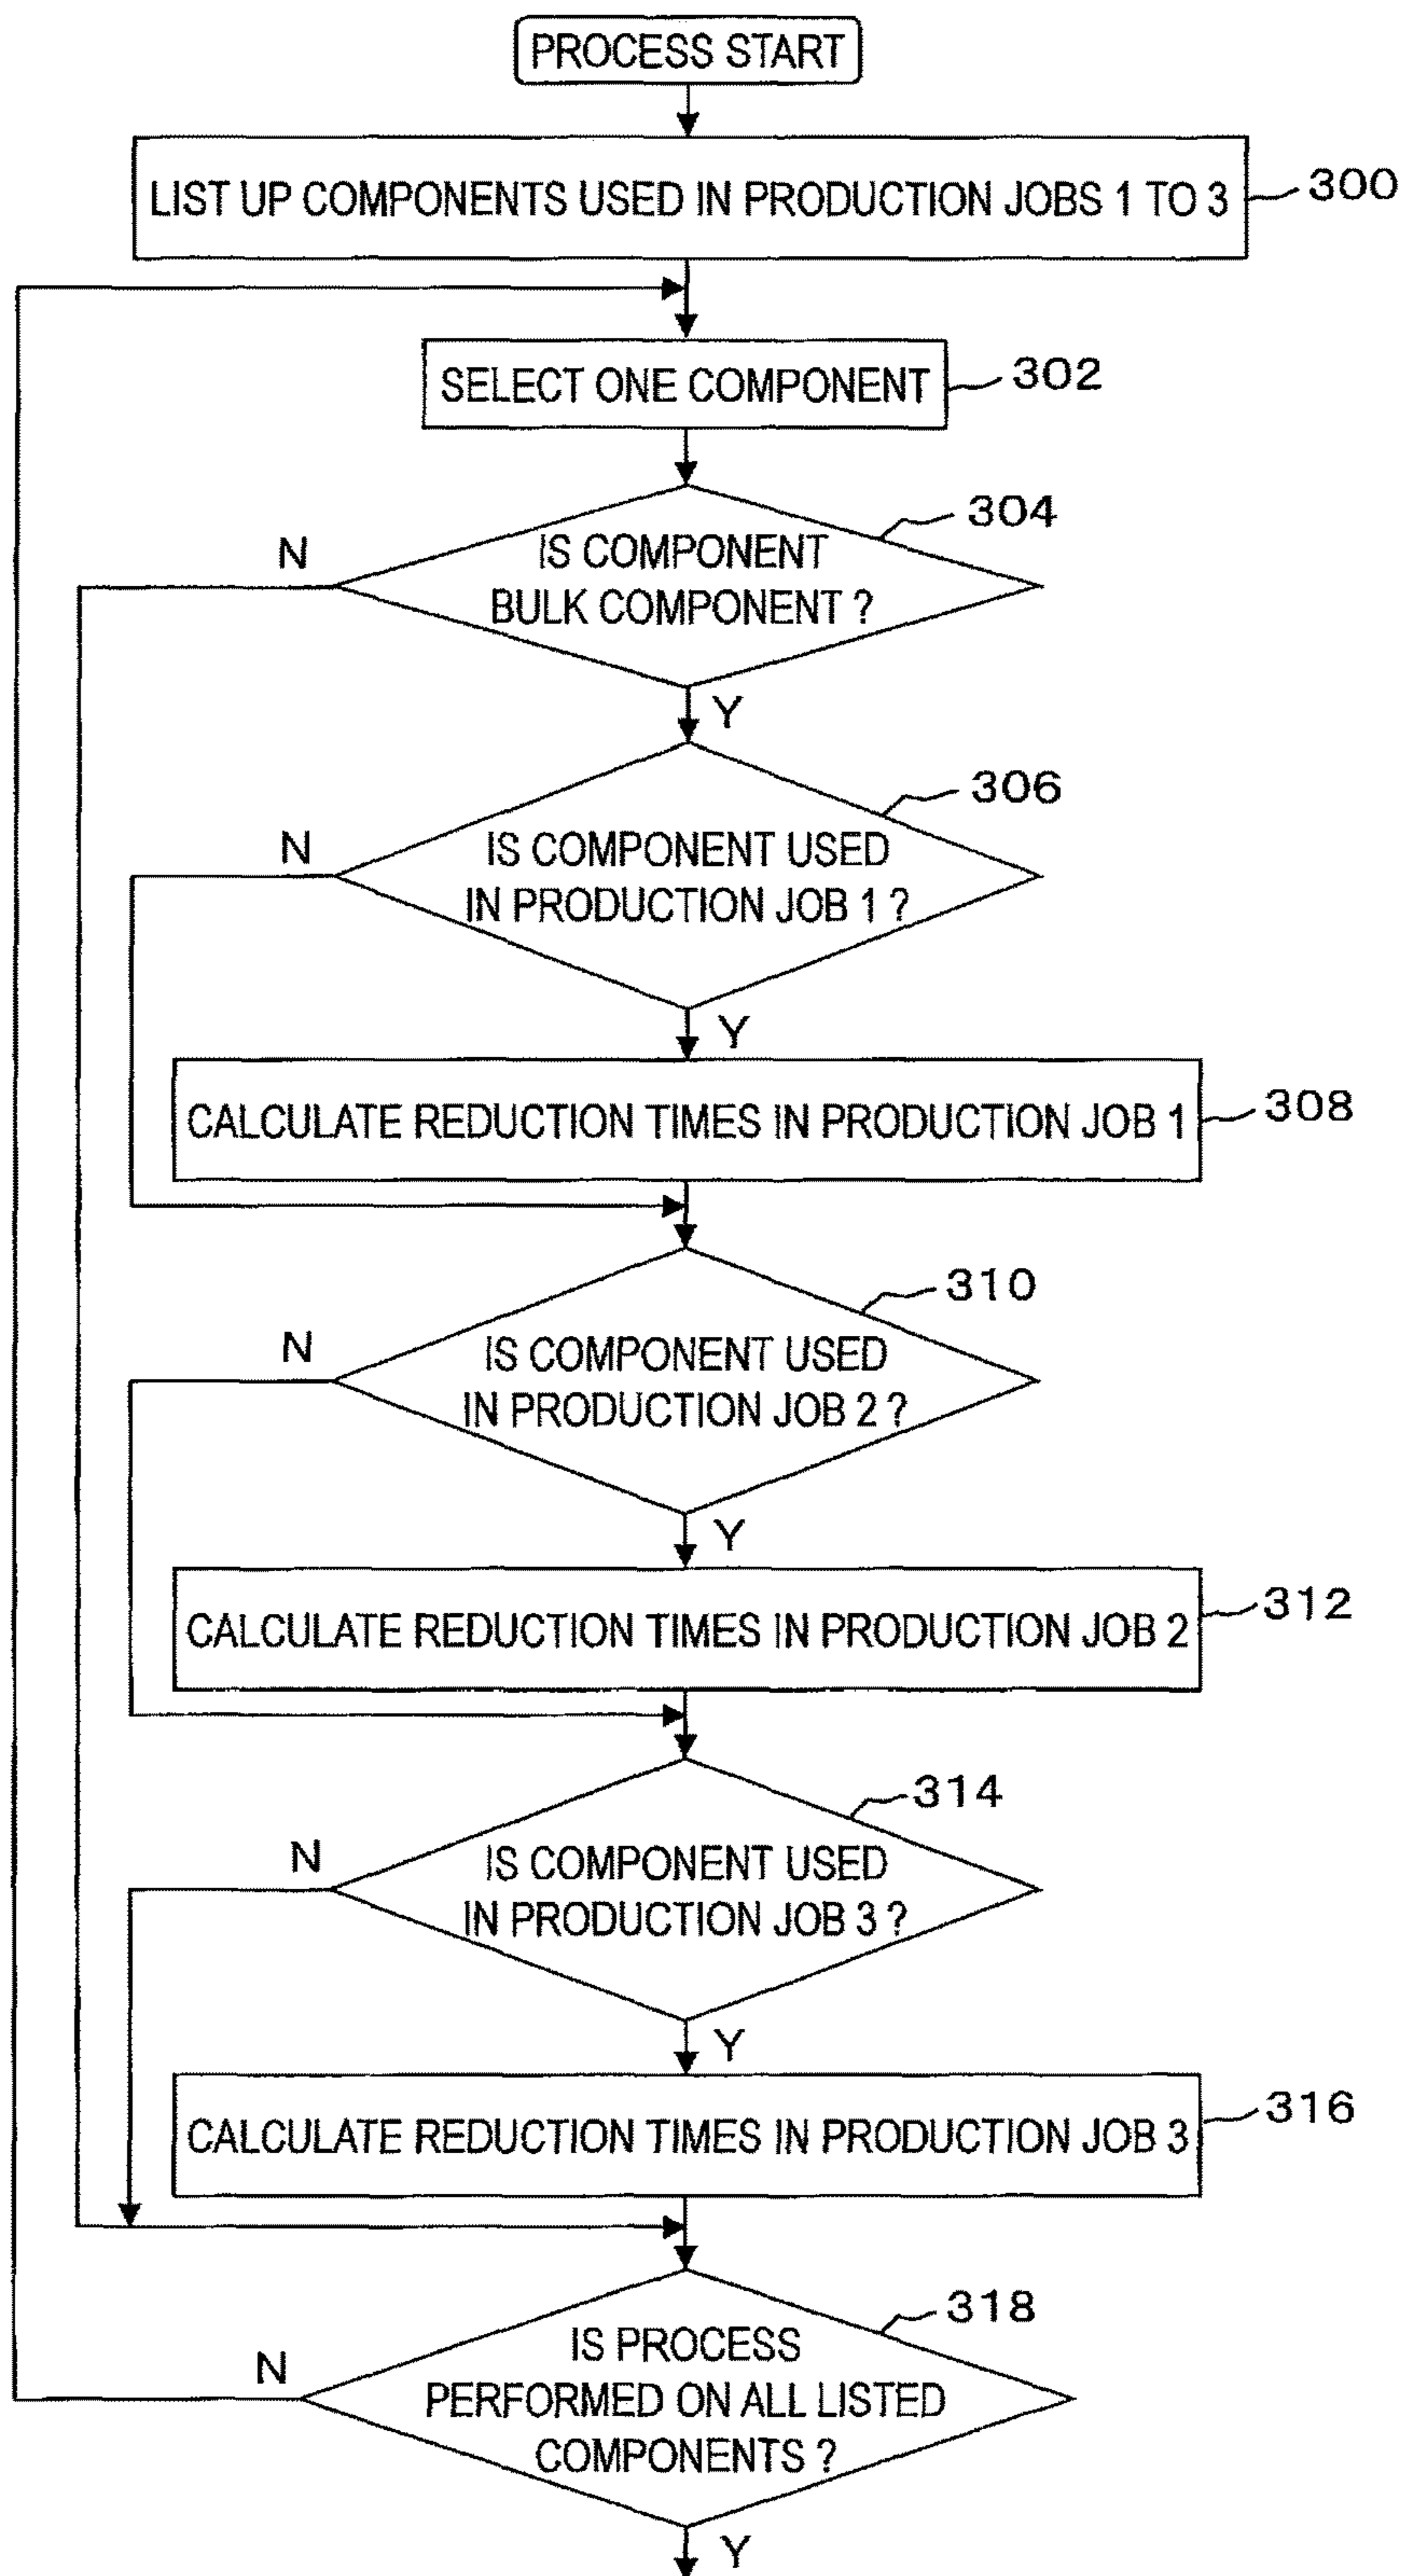 PROCESS START
LIST UP COMPONENTS USED IN PRODUCTION JOBS 1 TO 3
300
SELECT ONE COMPONENT
302
304
N
IS COMPONENT
BULK COMPONENT ?
Y
306
N
IS COMPONENT USED
IN PRODUCTION JOB 1 ?
Y
CALCULATE REDUCTION TIMES IN PRODUCTION JOB 1
308
310
N
IS COMPONENT USED
IN PRODUCTION JOB 2 ?
Y
CALCULATE REDUCTION TIMES IN PRODUCTION JOB 2
312
314
N
IS COMPONENT USED
IN PRODUCTION JOB 3 ?
Y
CALCULATE REDUCTION TIMES IN PRODUCTION JOB 3
316
318
N
IS PROCESS
PERFORMED ON ALL LISTED
COMPONENTS ?
Y